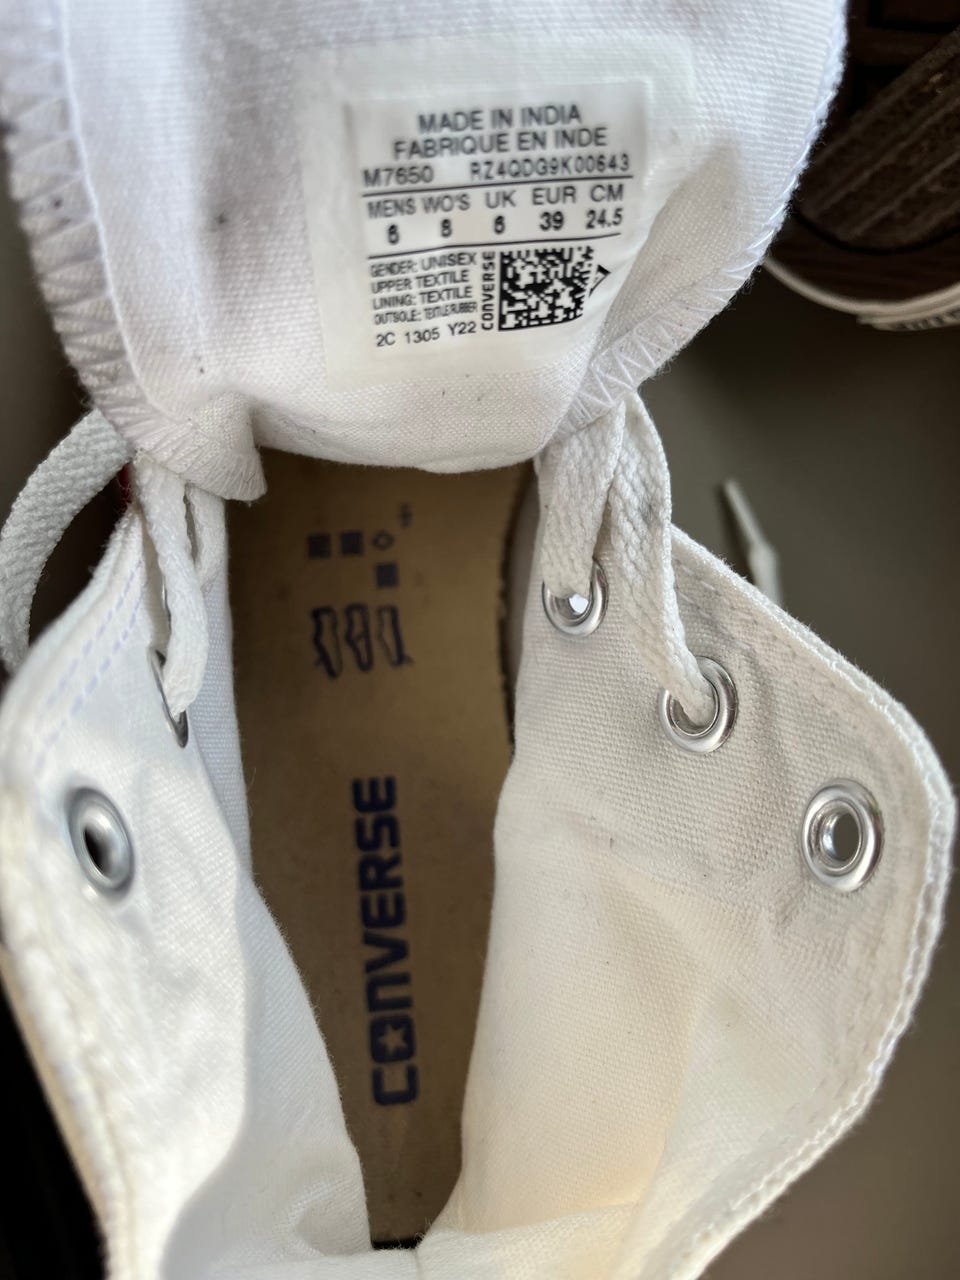 MADE IN INDIA
FABRIQUE EN INDE
M7650 RZ4QDG9K00643
MENS WO'S UK EUR CM
6 8 6 39 24.5
GENDER: UNISEX
UPPER: TEXTILE
LINING: TEXTILE
OUTSOLE: TEXTILE RUBBER
2C 1305 Y22
CONVERSE
CONVERSE